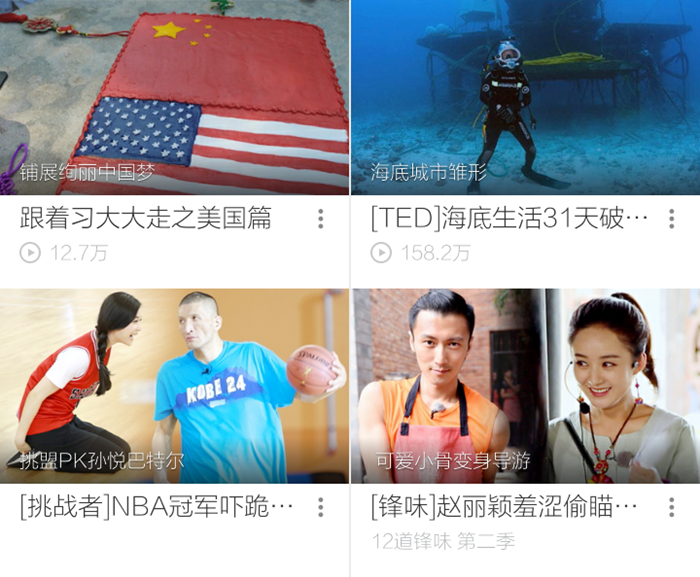 铺展绚丽中国梦
海底城市雏形
跟着习大大走之美国篇
[TED]海底生活31天破…
12.7万
158.2万
KOBE 24
SPALDING
挑盟PK孙悦巴特尔
可爱小骨变身导游
[挑战者]NBA冠军吓跪…
[锋味]赵丽颖羞涩偷瞄…
12道锋味 第二季